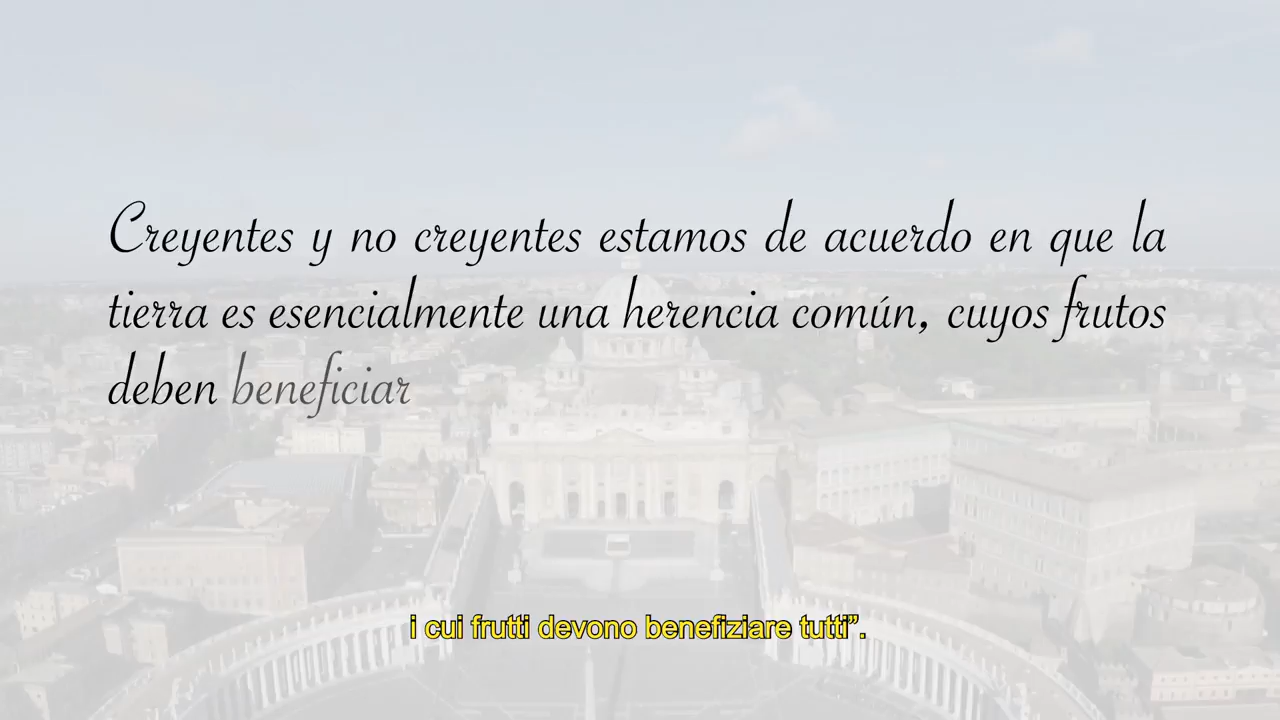 Creyentes y no creyentes estamos de acuerdo en que la
tierra es esencialmente una herencia común, cuyos frutos
deben beneficiar
i cui frutti devono benefiziare tutti”.